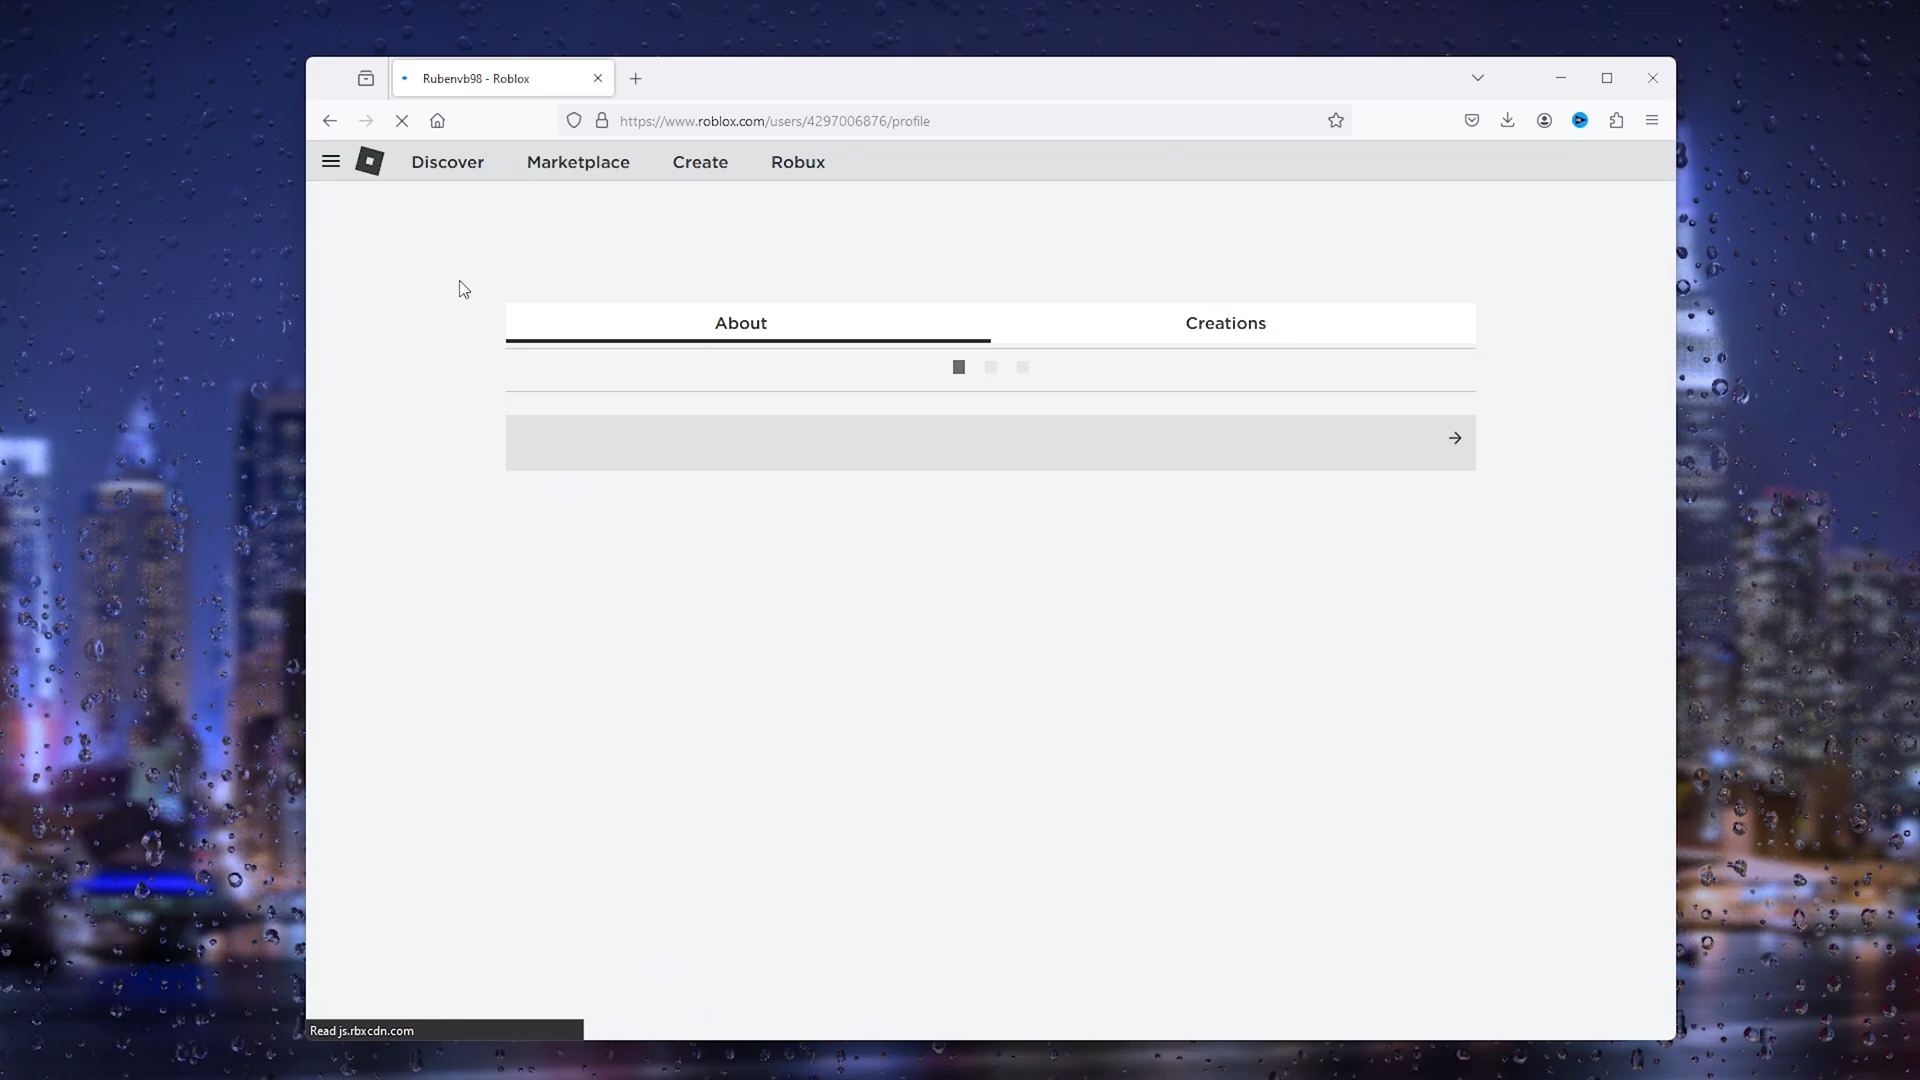 Rubenvb98 - Roblox
https://www.roblox.com/users/4297006876/profile
Discover Marketplace Create Robux
About Creations
Read js.rbxcdn.com